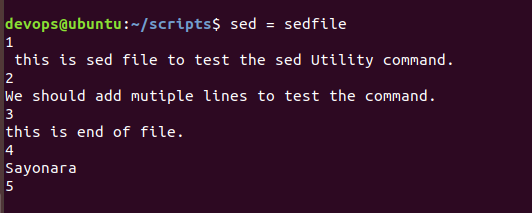 devops@ubuntu:~/scripts$ sed = sedfile
1
 this is sed file to test the sed Utility command.
2
We should add mutiple lines to test the command.
3
this is end of file.
4
Sayonara
5